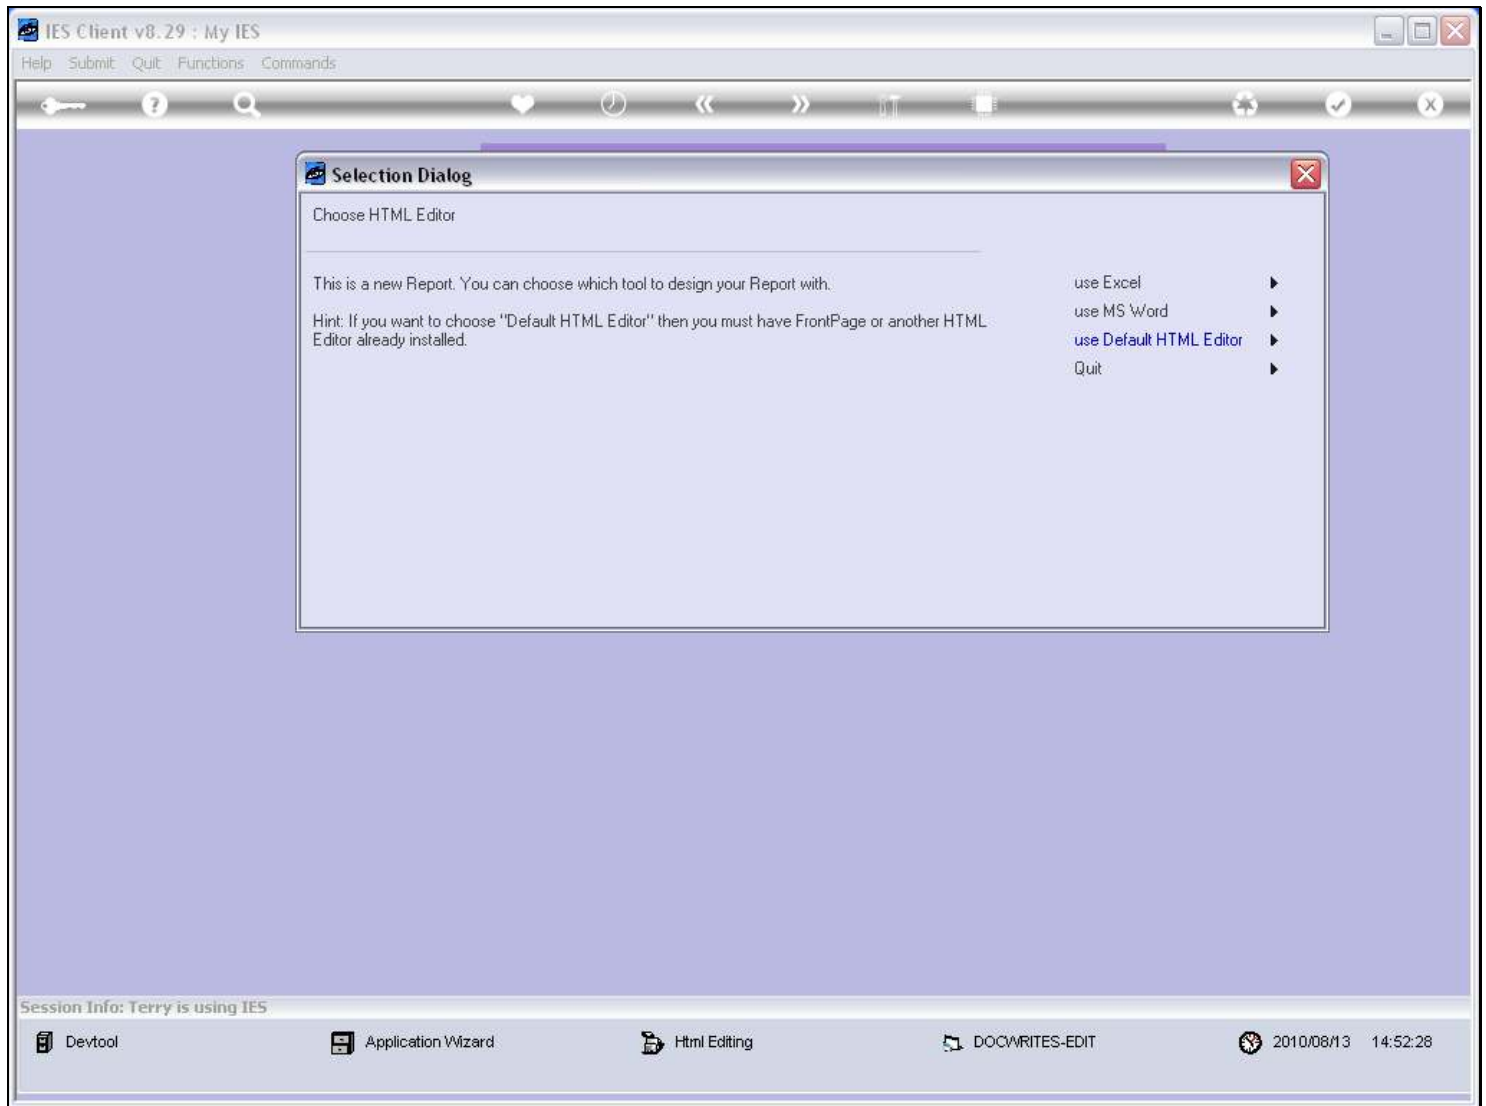 IES Client v8.29 : My IES
Help Submit Quit Functions Commands
Selection Dialog
Choose HTML Editor
This is a new Report. You can choose which tool to design your Report with.
Hint: If you want to choose "Default HTML Editor" then you must have FrontPage or another HTML
Editor already installed.
use Excel
use MS Word
use Default HTML Editor
Quit
Session Info: Terry is using IES
Devtool Application Wizard Html Editing DOCWRITES-EDIT 2010/08/13 14:52:28